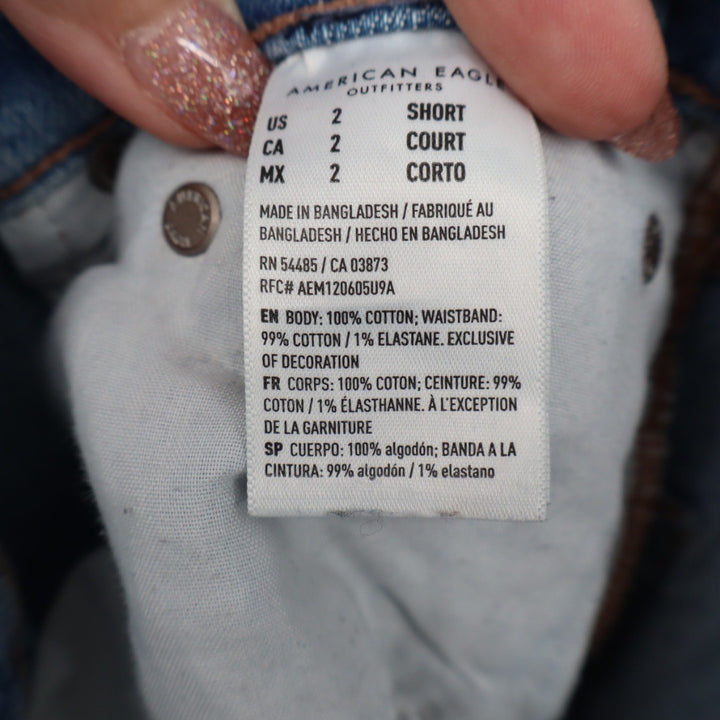 AMERICAN EAGLE
OUTFITTERS
US 2 SHORT
CA 2 COURT
MX 2 CORTO
MADE IN BANGLADESH / FABRIQUÉ AU
BANGLADESH / HECHO EN BANGLADESH
RN 54485 / CA 03873
RFC# AEM120605U9A
EN BODY: 100% COTTON; WAISTBAND:
99% COTTON / 1% ELASTANE. EXCLUSIVE
OF DECORATION
FR CORPS: 100% COTON; CEINTURE: 99%
COTON / 1% ÉLASTHANNE. À L'EXCEPTION
DE LA GARNITURE
SP CUERPO: 100% algodón; BANDA A LA
CINTURA: 99% algodón / 1% elastano